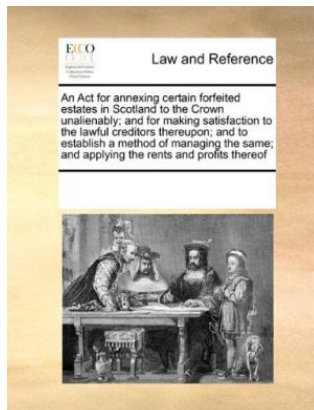 ECCO
Law and Reference
An Act for annexing certain forfeited
estates in Scotland to the Crown
unalienably; and for making satisfaction to
the lawful creditors thereupon; and to
establish a method of managing the same;
and applying the rents and profits thereof